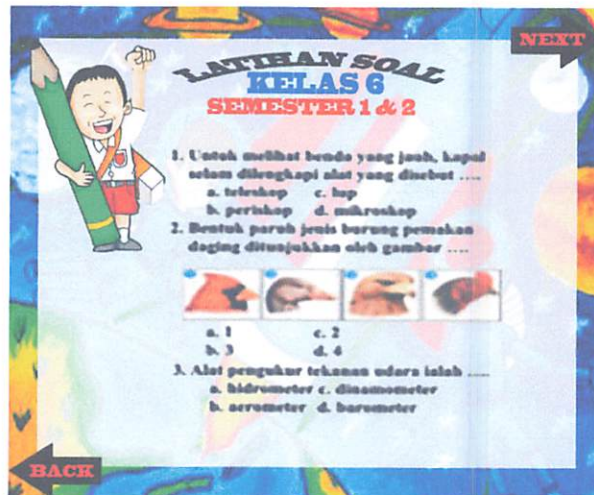 NEXT
LATIHAN SOAL
KELAS 6
SEMESTER 1 & 2
1. Untuk melihat benda yang jauh, kapal
selam dilengkapi alat yang disebut ....
a. teleskop c. lup
b. periskop d. mikroskop
2. Bentuk paruh jenis burung pemakan
daging ditunjukkan oleh gambar ....
a. 1 c. 2
b. 3 d. 4
3. Alat pengukur tekanan udara ialah ....
a. hidrometer c. dinamometer
b. aerometer d. barometer
BACK